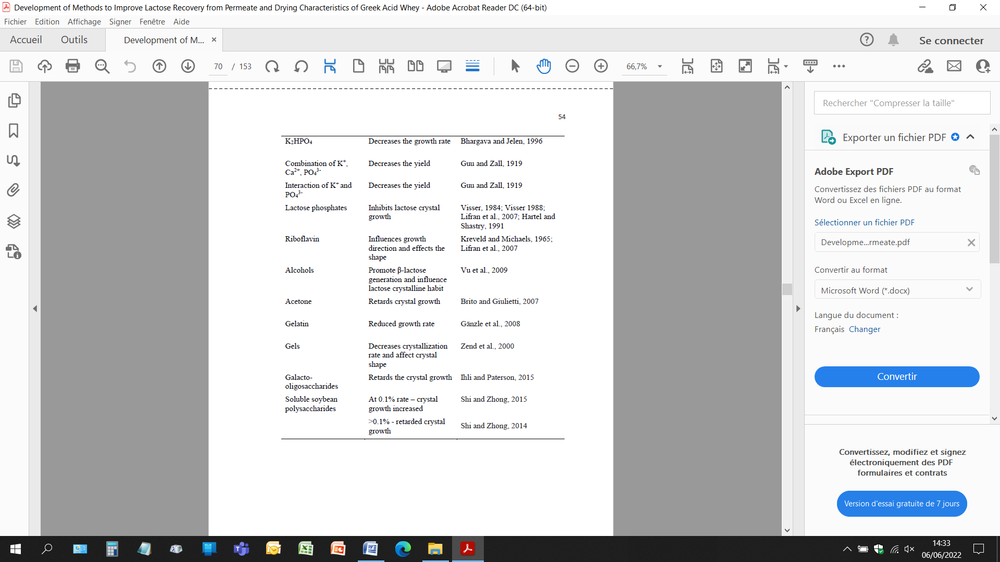 Development of Methods to Improve Lactose Recovery from Permeate and Drying Characteristics of Greek Acid Whey - Adobe Acrobat Reader DC (64-bit)
Fichier Edition Affichage Signer Fenêtre Aide
Accueil Outils Development of M... × Se connecter
70 / 153 66,7%
54
K₂HPO₄ Decreases the growth rate Bhargava and Jelen, 1996
Combination of K⁺, Decreases the yield Guu and Zall, 1919
Ca²⁺, PO₄³⁻
Interaction of K⁺ and Decreases the yield Guu and Zall, 1919
PO₄³⁻
Lactose phosphates Inhibits lactose crystal Visser, 1984; Visser 1988;
growth Lifran et al., 2007; Hartel and
Shastry, 1991
Riboflavin Influences growth Kreveld and Michaels, 1965;
direction and effects the Lifran et al., 2007
shape
Alcohols Promote β-lactose Vu et al., 2009
generation and influence
lactose crystalline habit
Acetone Retards crystal growth Brito and Giulietti, 2007
Gelatin Reduced growth rate Gänzle et al., 2008
Gels Decreases crystallization Zend et al., 2000
rate and affect crystal
shape
Galacto- Retards the crystal growth Ihli and Paterson, 2015
oligosaccharides
Soluble soybean At 0.1% rate – crystal Shi and Zhong, 2015
polysaccharides growth increased
>0.1% - retarded crystal Shi and Zhong, 2014
growth
Rechercher "Compresser la taille"
Exporter un fichier PDF
Adobe Export PDF
Convertissez des fichiers PDF au format
Word ou Excel en ligne.
Sélectionner un fichier PDF
Developme...rmeate.pdf
Convertir au format
Microsoft Word (*.docx)
Langue du document :
Français Changer
Convertir
Convertissez, modifiez et signez
électroniquement des PDF
formulaires et contrats
Version d'essai gratuite de 7 jours
14:33
06/06/2022